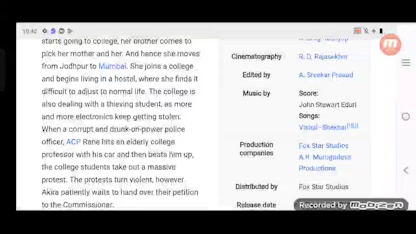 10:40
starts going to college, her brother comes to
pick her mother and her. And hence she moves
from Jodhpur to Mumbai. She joins a college
and begins living in a hostel, where she finds it
difficult to adjust to normal life. The college is
also dealing with a thieving student, as more
and more electronics keep getting stolen.
When a corrupt and drunk-on-power police
officer, ACP Rane hits an elderly college
professor with his car and then beats him up,
the college students take out a massive
protest. The protests turn violent, however
Akira patiently waits to hand over their petition
to the Commissioner.
Cinematography R. D. Rajasekhar
Edited by A. Sreekar Prasad
Music by Score:
John Stewart Eduri
Songs:
Vishal–Shekhar
Production
companies
Fox Star Studios
A.R. Murugadoss
Productions
Distributed by Fox Star Studios
Release date
Recorded by Mobizen